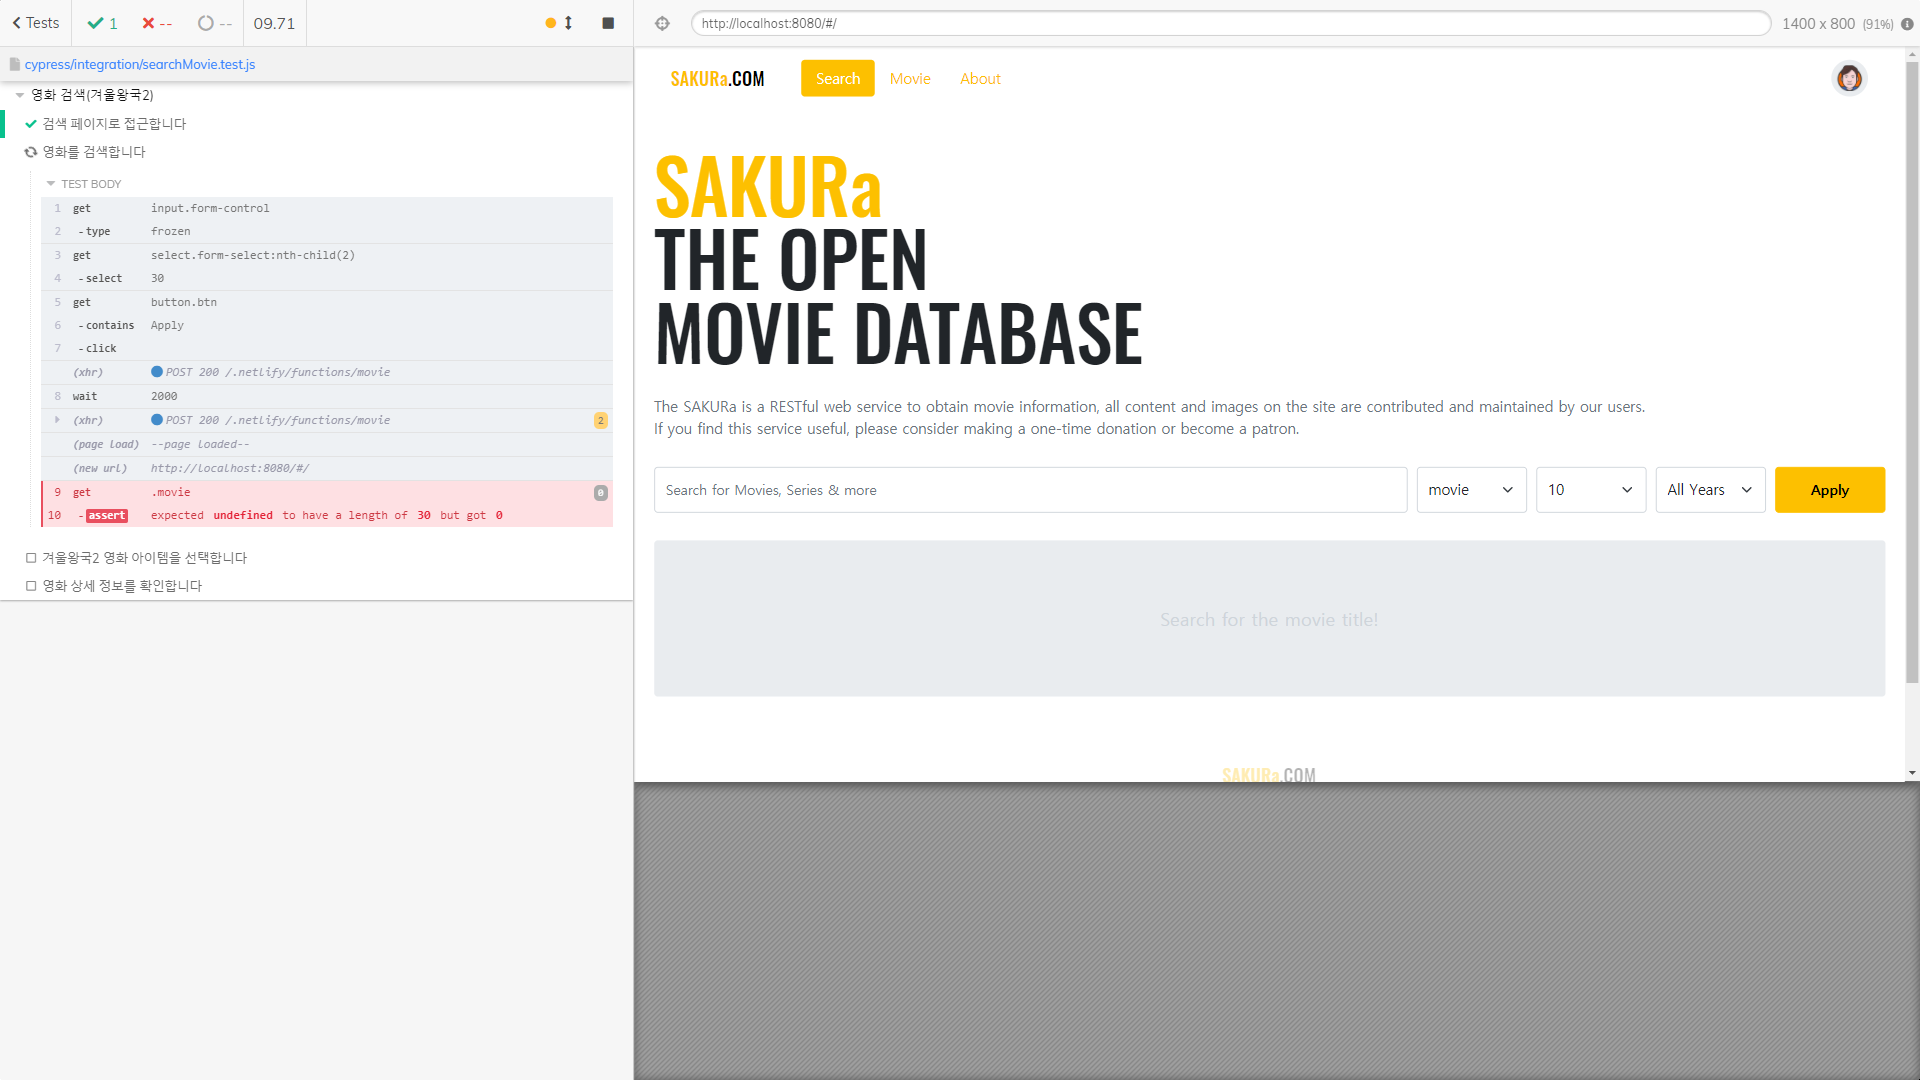 Tests
1
--
--
09.71
cypress/integration/searchMovie.test.js
영화 검색(겨울왕국2)
검색 페이지로 접근합니다
영화를 검색합니다
TEST BODY
1 get input.form-control
2 -type frozen
3 get select.form-select:nth-child(2)
4 -select 30
5 get button.btn
6 -contains Apply
7 -click
(xhr) POST 200 /.netlify/functions/movie
8 wait 2000
(xhr) POST 200 /.netlify/functions/movie 2
(page load) --page loaded--
(new url) http://localhost:8080/#/
9 get .movie 0
10 -assert expected undefined to have a length of 30 but got 0
겨울왕국2 영화 아이템을 선택합니다
영화 상세 정보를 확인합니다
http://localhost:8080/#/
1400 x 800 (91%)
SAKURa.COM Search Movie About
SAKURa
THE OPEN
MOVIE DATABASE
The SAKURa is a RESTful web service to obtain movie information, all content and images on the site are contributed and maintained by our users.
If you find this service useful, please consider making a one-time donation or become a patron.
Search for Movies, Series & more movie 10 All Years Apply
Search for the movie title!
SAKURa.COM